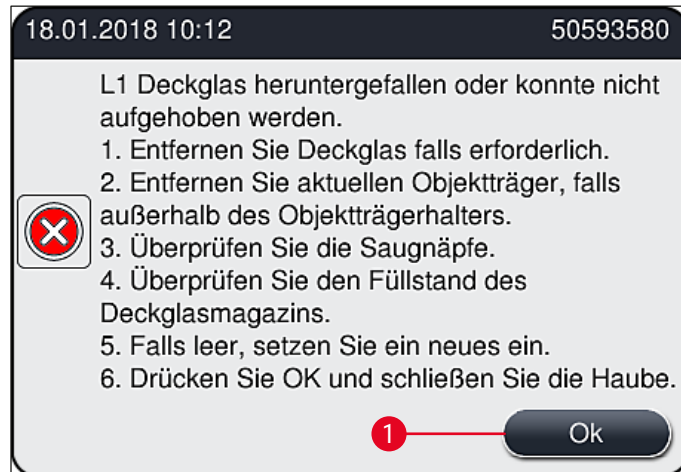 18.01.2018 10:12 50593580
L1 Deckglas heruntergefallen oder konnte nicht
aufgehoben werden.
1. Entfernen Sie Deckglas falls erforderlich.
2. Entfernen Sie aktuellen Objektträger, falls
außerhalb des Objektträgerhalters.
3. Überprüfen Sie die Saugnäpfe.
4. Überprüfen Sie den Füllstand des
Deckglasmagazins.
5. Falls leer, setzen Sie ein neues ein.
6. Drücken Sie OK und schließen Sie die Haube.
1 Ok